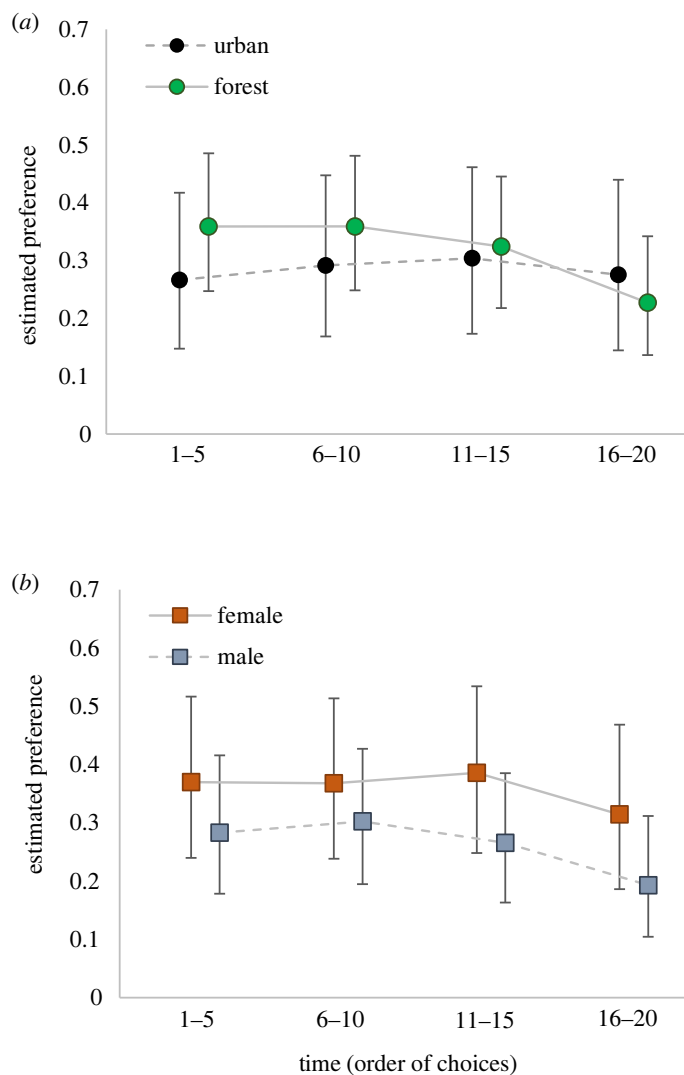 (a)
0.7
0.6
0.5
0.4
0.3
0.2
0.1
0
estimated preference
urban
forest
1–5 6–10 11–15 16–20
(b)
0.7
0.6
0.5
0.4
0.3
0.2
0.1
0
estimated preference
female
male
1–5 6–10 11–15 16–20
time (order of choices)